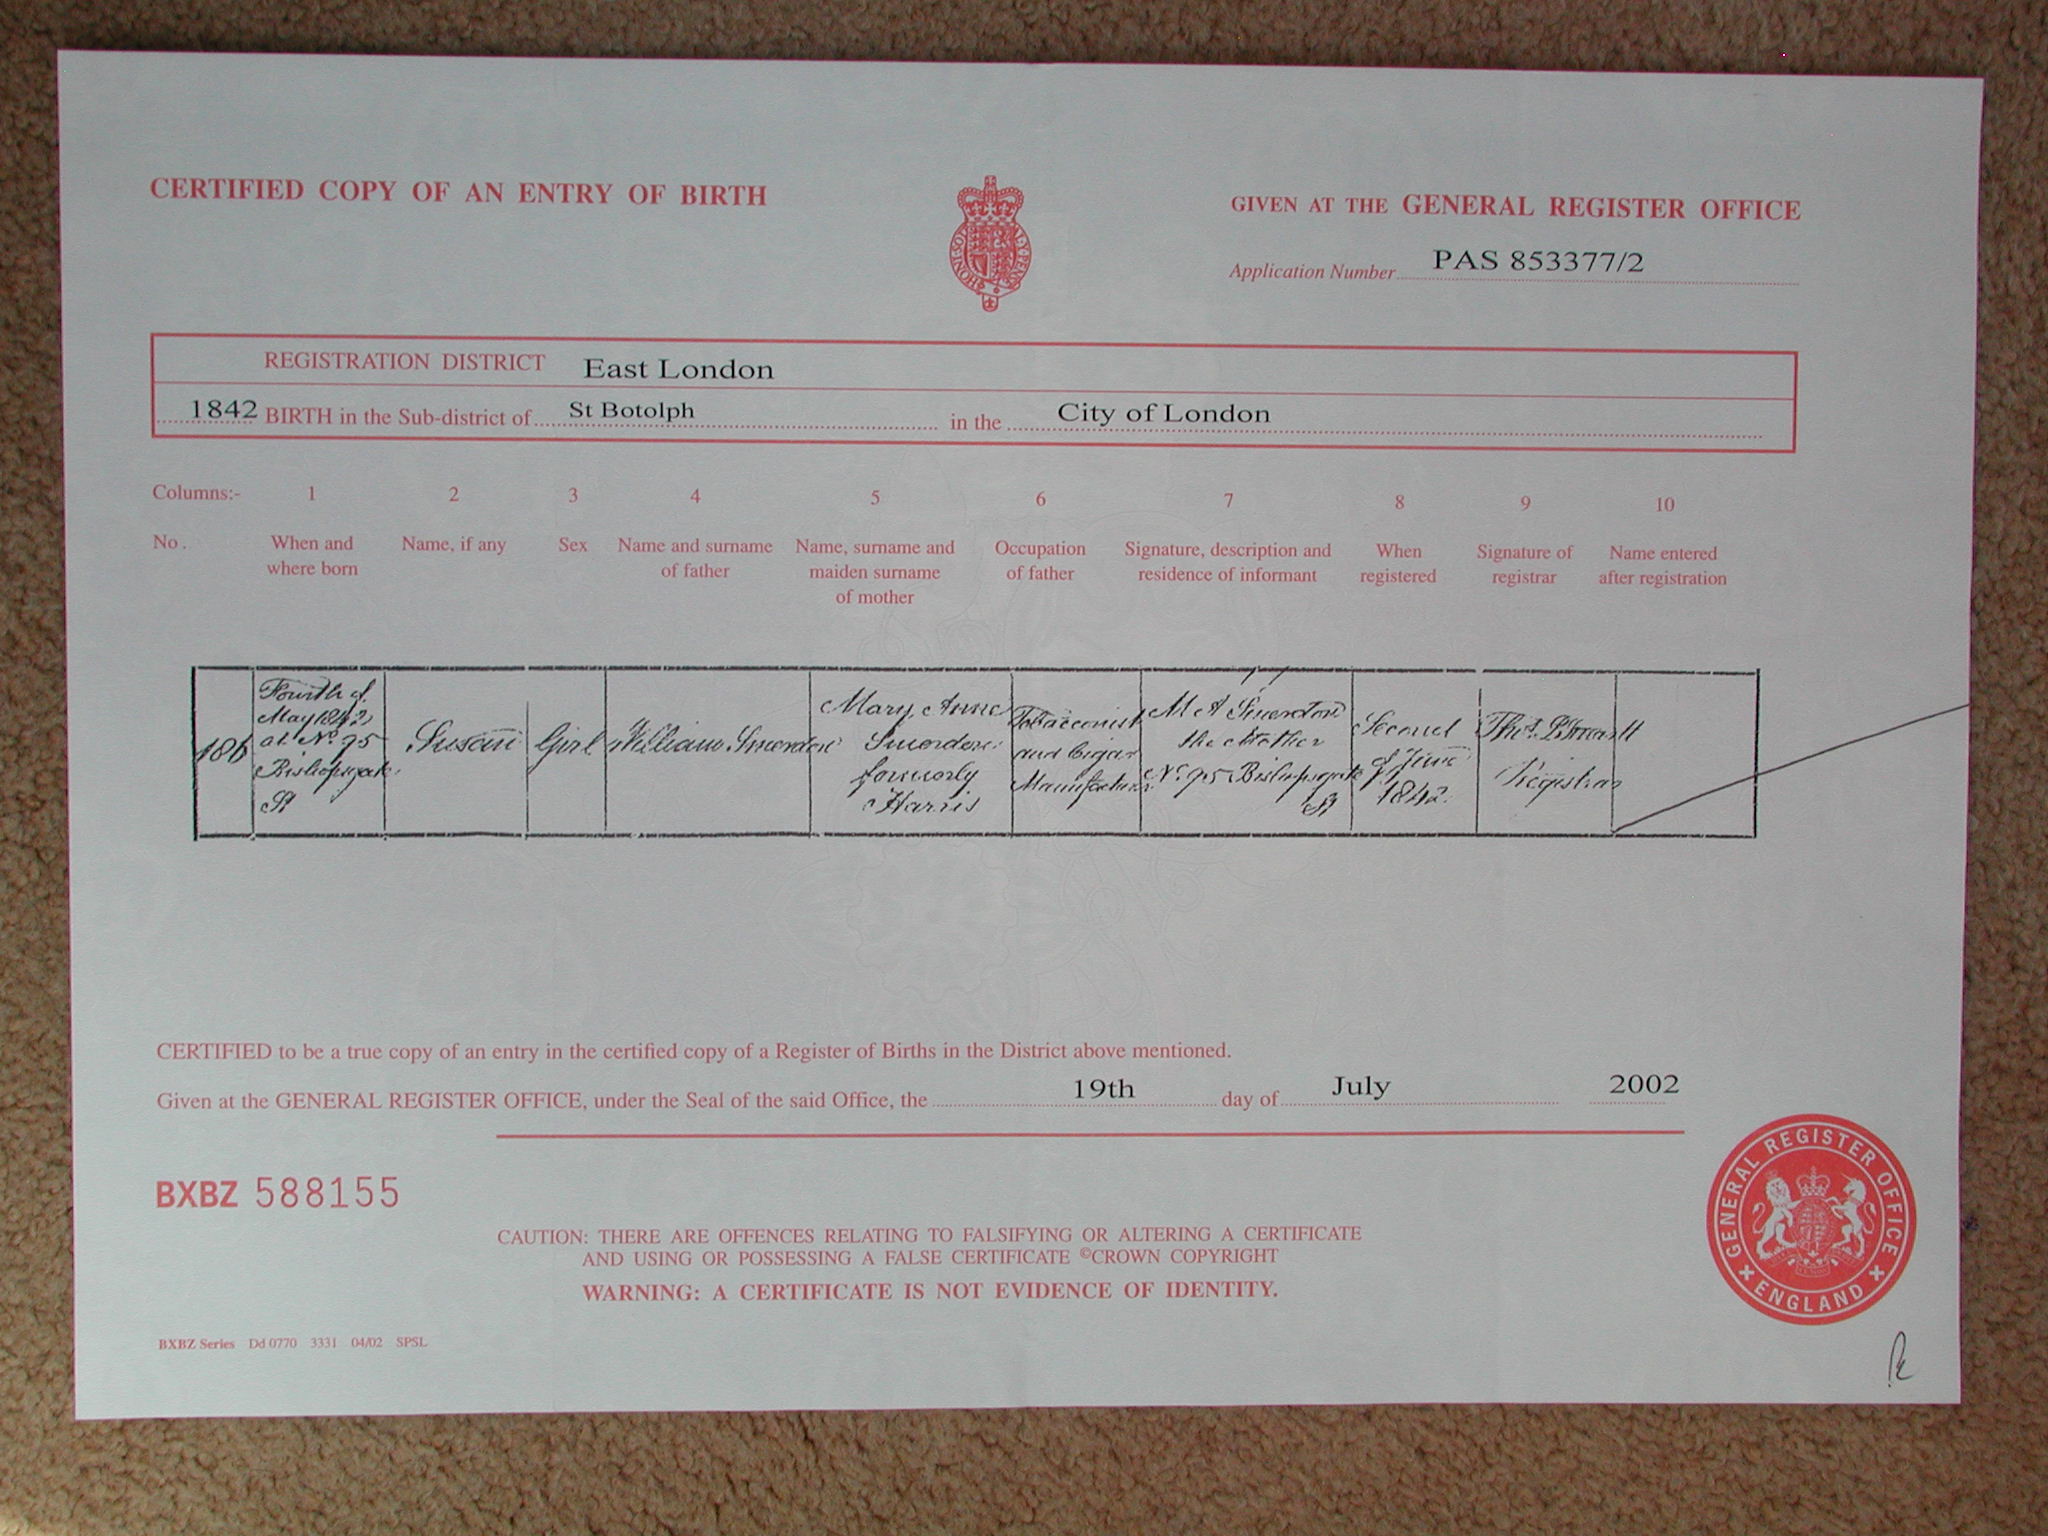 CERTIFIED COPY OF AN ENTRY OF BIRTH
GIVEN AT THE GENERAL REGISTER OFFICE
Application Number PAS 853377/2
REGISTRATION DISTRICT East London
1842 BIRTH in the Sub-district of St Botolph in the City of London
Columns:- 1 2 3 4 5 6 7 8 9 10
No. When and where born
Name, if any
Sex
Name and surname of father
Name, surname and maiden surname of mother
Occupation of father
Signature, description and residence of informant
When registered
Signature of registrar
Name entered after registration
186
Fourth of
May 1842
at No. 95
Bishopsgate
St
Susan
Girl
William Smerdon
Mary Anne
Smerdon
formerly
Harris
Tobacconist
and Cigar
Manufacturer
M A Smerdon
the Mother
No. 95 Bishopsgate
St
Second
of June
1842
Thos.
Registrar
CERTIFIED to be a true copy of an entry in the certified copy of a Register of Births in the District above mentioned.
Given at the GENERAL REGISTER OFFICE, under the Seal of the said Office, the 19th day of July 2002
BXBZ 588155
CAUTION: THERE ARE OFFENCES RELATING TO FALSIFYING OR ALTERING A CERTIFICATE
AND USING OR POSSESSING A FALSE CERTIFICATE ©CROWN COPYRIGHT
WARNING: A CERTIFICATE IS NOT EVIDENCE OF IDENTITY.
GENERAL REGISTER OFFICE
ENGLAND
BXBZ Series Dd 0770 3331 04/02 SPSL